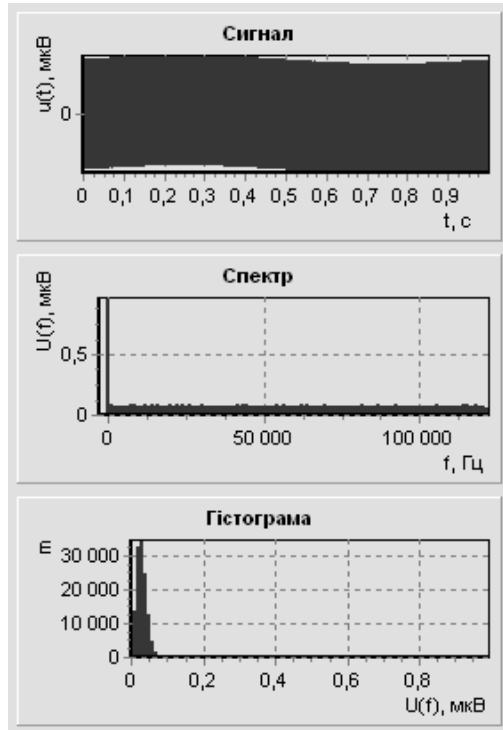 Сигнал
u(t), мкВ
0
0 0,1 0,2 0,3 0,4 0,5 0,6 0,7 0,8 0,9
t, с
Спектр
U(f), мкВ
0,5
0
0 50 000 100 000
f, Гц
Гістограма
m
30 000
20 000
10 000
0
0 0,2 0,4 0,6 0,8
U(f), мкВ